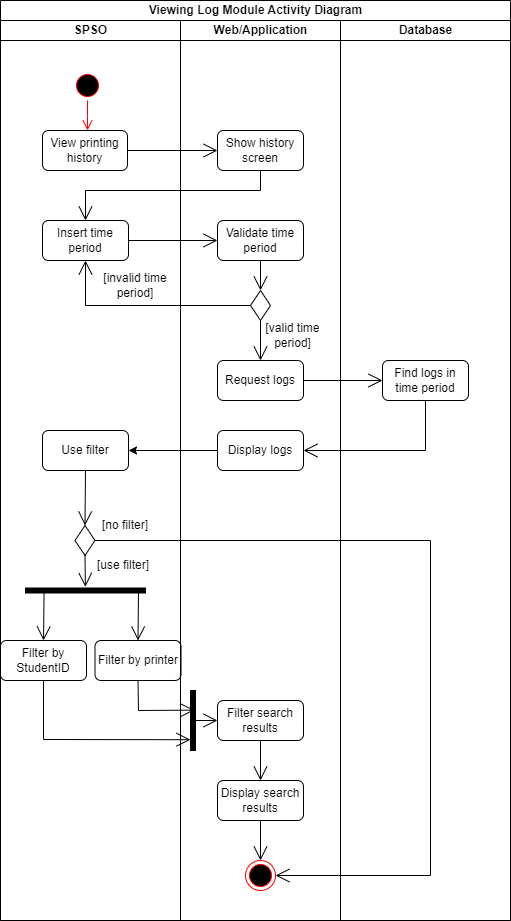 Viewing Log Module Activity Diagram
SPSO
Web/Application
Database
View printing
history
Show history
screen
Insert time
period
Validate time
period
[invalid time
period]
[valid time
period]
Request logs
Find logs in
time period
Use filter
Display logs
[no filter]
[use filter]
Filter by
StudentID
Filter by printer
Filter search
results
Display search
results